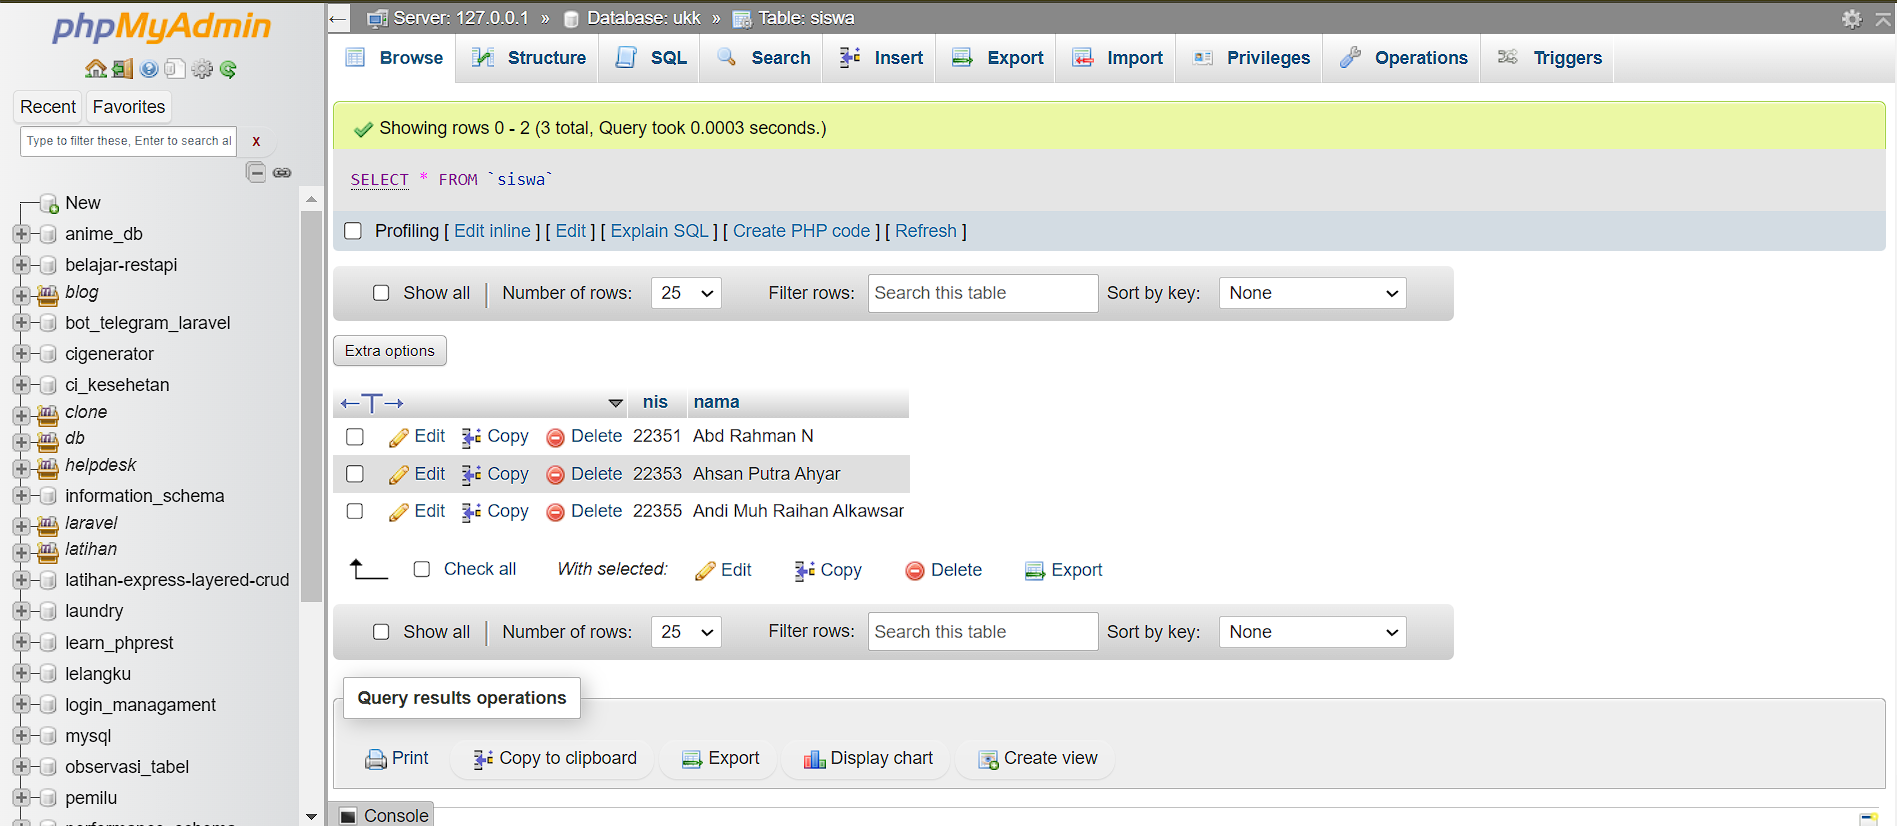 phpMyAdmin
Recent Favorites
Type to filter these, Enter to search al X
New
anime_db
belajar-restapi
blog
bot_telegram_laravel
cigenerator
ci_kesehetan
clone
db
helpdesk
information_schema
laravel
latihan
latihan-express-layered-crud
laundry
learn_phprest
lelangku
login_managament
mysql
observasi_tabel
pemilu
Server: 127.0.0.1 » Database: ukk » Table: siswa
Browse Structure SQL Search Insert Export Import Privileges Operations Triggers
Showing rows 0 - 2 (3 total, Query took 0.0003 seconds.)
SELECT * FROM `siswa`
Profiling [ Edit inline ] [ Edit ] [ Explain SQL ] [ Create PHP code ] [ Refresh ]
Show all | Number of rows: 25 Filter rows: Search this table Sort by key: None
Extra options
←T→ nis nama
Edit Copy Delete 22351 Abd Rahman N
Edit Copy Delete 22353 Ahsan Putra Ahyar
Edit Copy Delete 22355 Andi Muh Raihan Alkawsar
Check all With selected: Edit Copy Delete Export
Show all | Number of rows: 25 Filter rows: Search this table Sort by key: None
Query results operations
Print Copy to clipboard Export Display chart Create view
Console